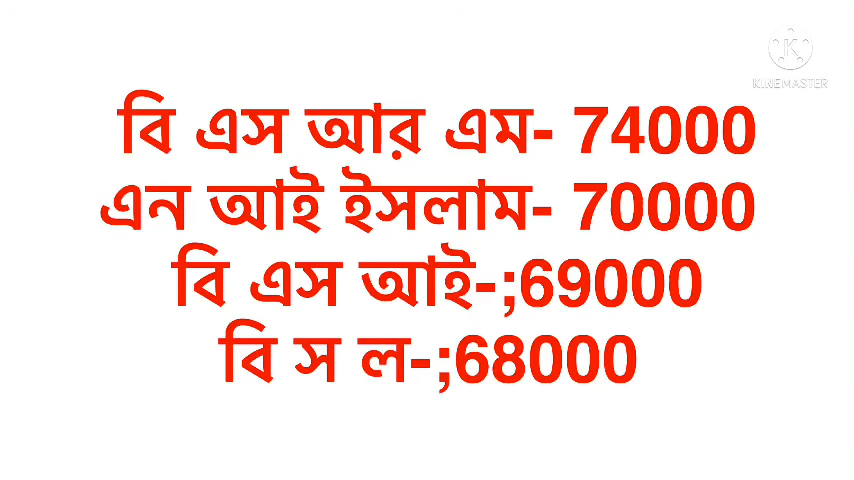 KINEMASTER
বি এস আর এম- 74000
এন আই ইসলাম- 70000
বি এস আই-;69000
বি স ল-;68000